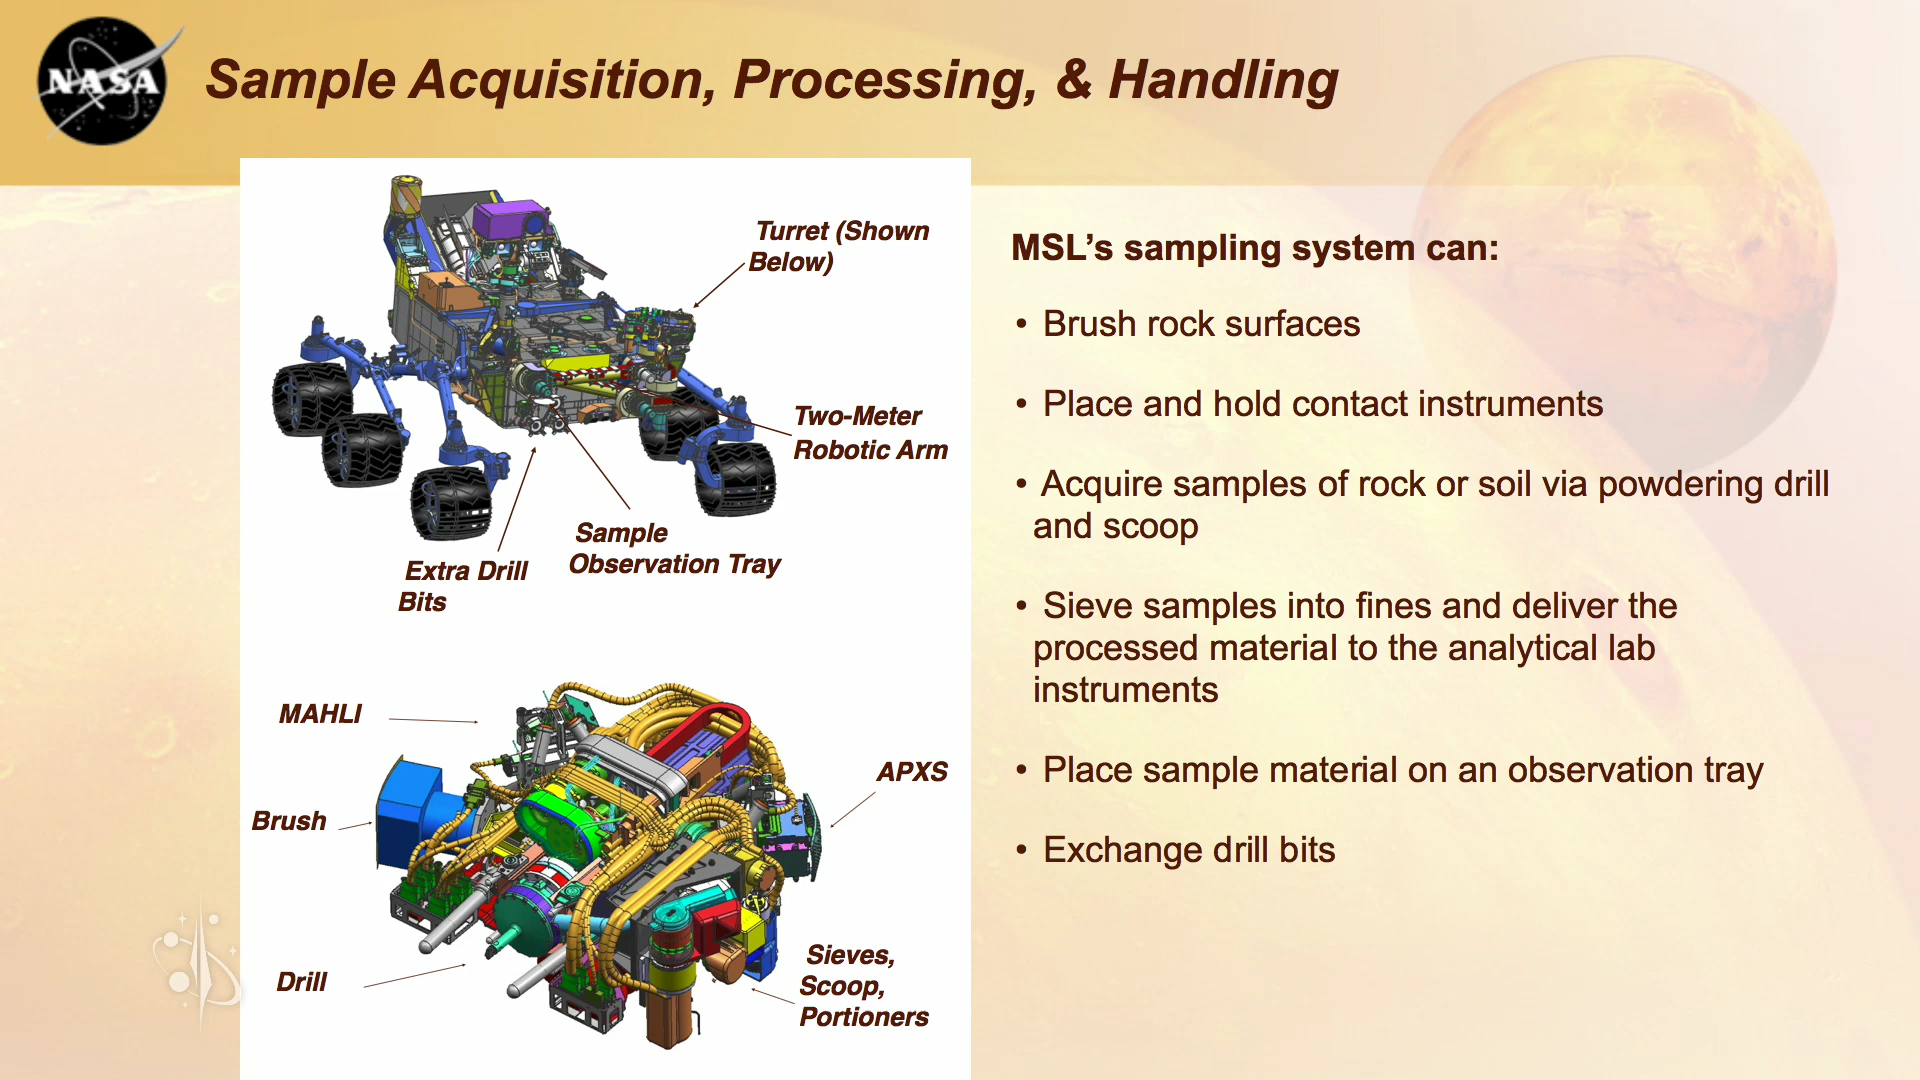 NASA
Sample Acquisition, Processing, & Handling
Turret (Shown
Below)
Two-Meter
Robotic Arm
Sample
Observation Tray
Extra Drill
Bits
MAHLI
APXS
Brush
Drill
Sieves,
Scoop,
Portioners
MSL’s sampling system can:
• Brush rock surfaces
• Place and hold contact instruments
• Acquire samples of rock or soil via powdering drill
and scoop
• Sieve samples into fines and deliver the
processed material to the analytical lab
instruments
• Place sample material on an observation tray
• Exchange drill bits